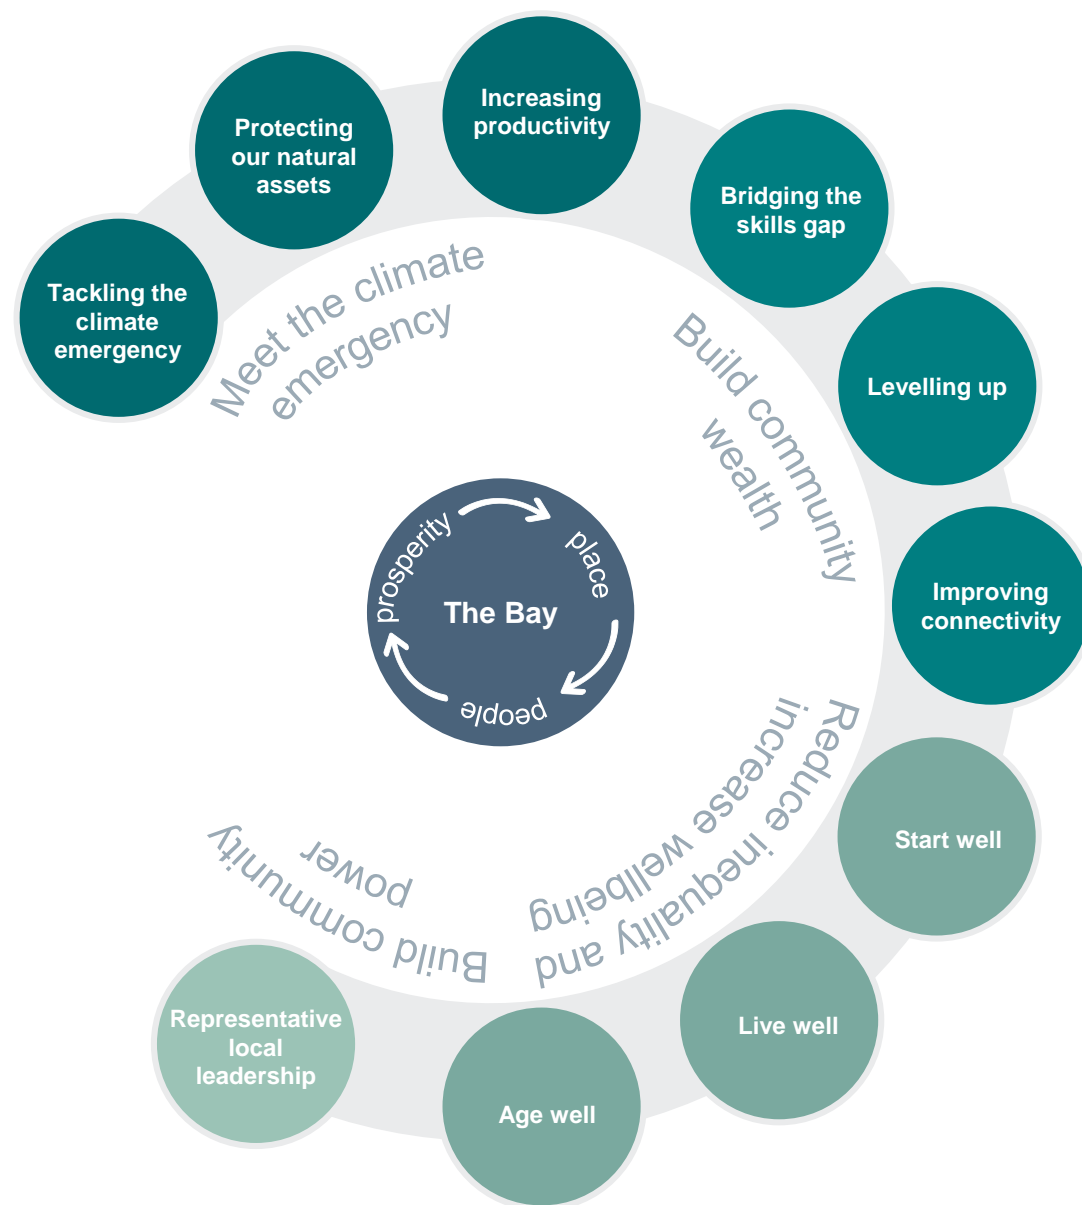 Increasing
productivity
Protecting
our natural
assets
Bridging the
skills gap
Tackling the
climate
emergency
Levelling up
Improving
connectivity
Start well
Live well
Age well
Representative
local
leadership
Meet the climate
emergency
Build community
wealth
Reduce inequality and
increase wellbeing
Build community
power
prosperity
place
people
The Bay